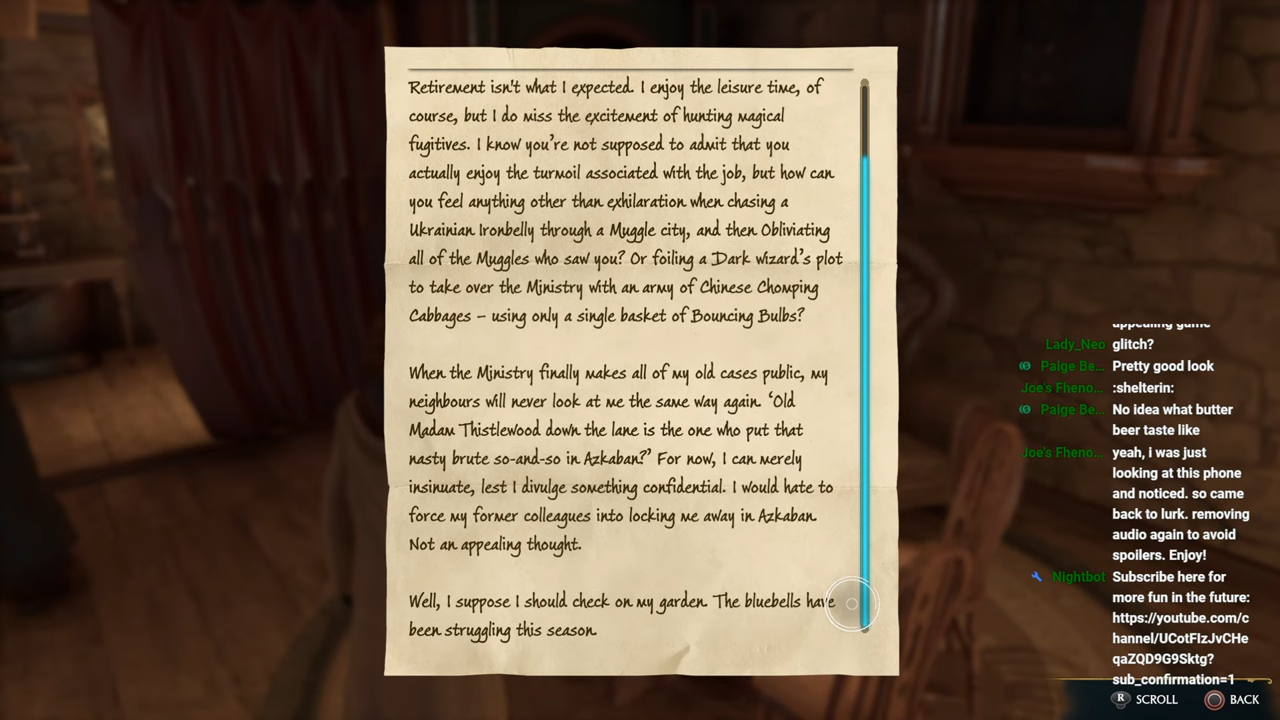 Retirement isn't what I expected. I enjoy the leisure time, of
course, but I do miss the excitement of hunting magical
fugitives. I know you're not supposed to admit that you
actually enjoy the turmoil associated with the job, but how can
you feel anything other than exhilaration when chasing a
Ukrainian Ironbelly through a Muggle city, and then Obliviating
all of the Muggles who saw you? Or foiling a Dark wizard's plot
to take over the Ministry with an army of Chinese Chomping
Cabbages – using only a single basket of Bouncing Bulbs?
When the Ministry finally makes all of my old cases public, my
neighbours will never look at me the same way again. 'Old
Madam Thistlewood down the lane is the one who put that
nasty brute so-and-so in Azkaban?' For now, I can merely
insinuate, lest I divulge something confidential. I would hate to
force my former colleagues into locking me away in Azkaban.
Not an appealing thought.
Well, I suppose I should check on my garden. The bluebells have
been struggling this season.
appealing game
Lady_Neo glitch?
Paige Be... Pretty good look
Joe's Fheno... :shelterin:
Paige Be... No idea what butter
beer taste like
Joe's Fheno... yeah, i was just
looking at this phone
and noticed. so came
back to lurk. removing
audio again to avoid
spoilers. Enjoy!
Nightbot Subscribe here for
more fun in the future:
https://youtube.com/c
hannel/UCotFIzJvCHe
qaZQD9G9Sktg?
sub_confirmation=1
R SCROLL BACK